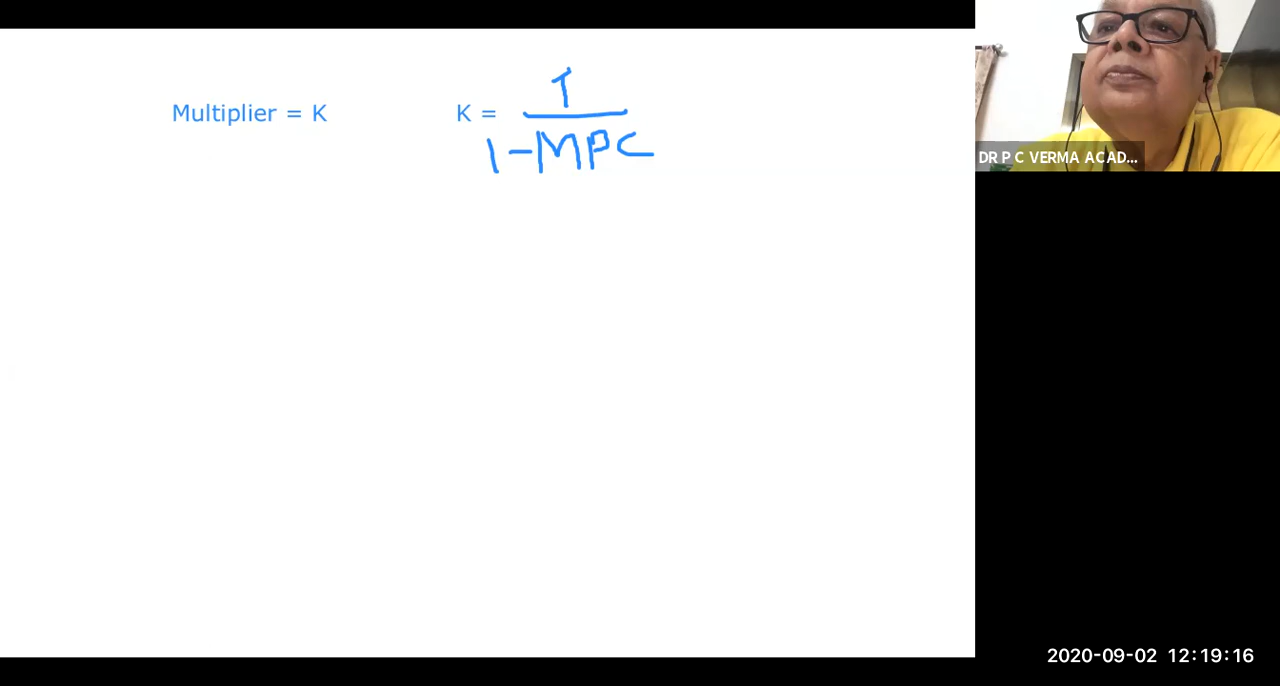 Multiplier = K
K = 1
1-MPC
DR P C VERMA ACAD...
2020-09-02 12:19:16